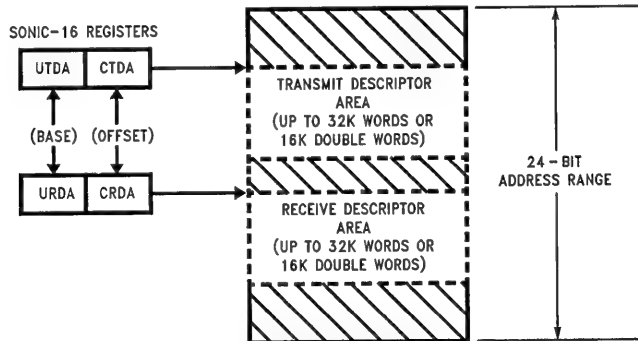 SONIC-16 REGISTERS
UTDA CTDA
(BASE) (OFFSET)
URDA CRDA
TRANSMIT DESCRIPTOR
AREA
(UP TO 32K WORDS OR
16K DOUBLE WORDS)
RECEIVE DESCRIPTOR
AREA
(UP TO 32K WORDS OR
16K DOUBLE WORDS)
24-BIT
ADDRESS RANGE